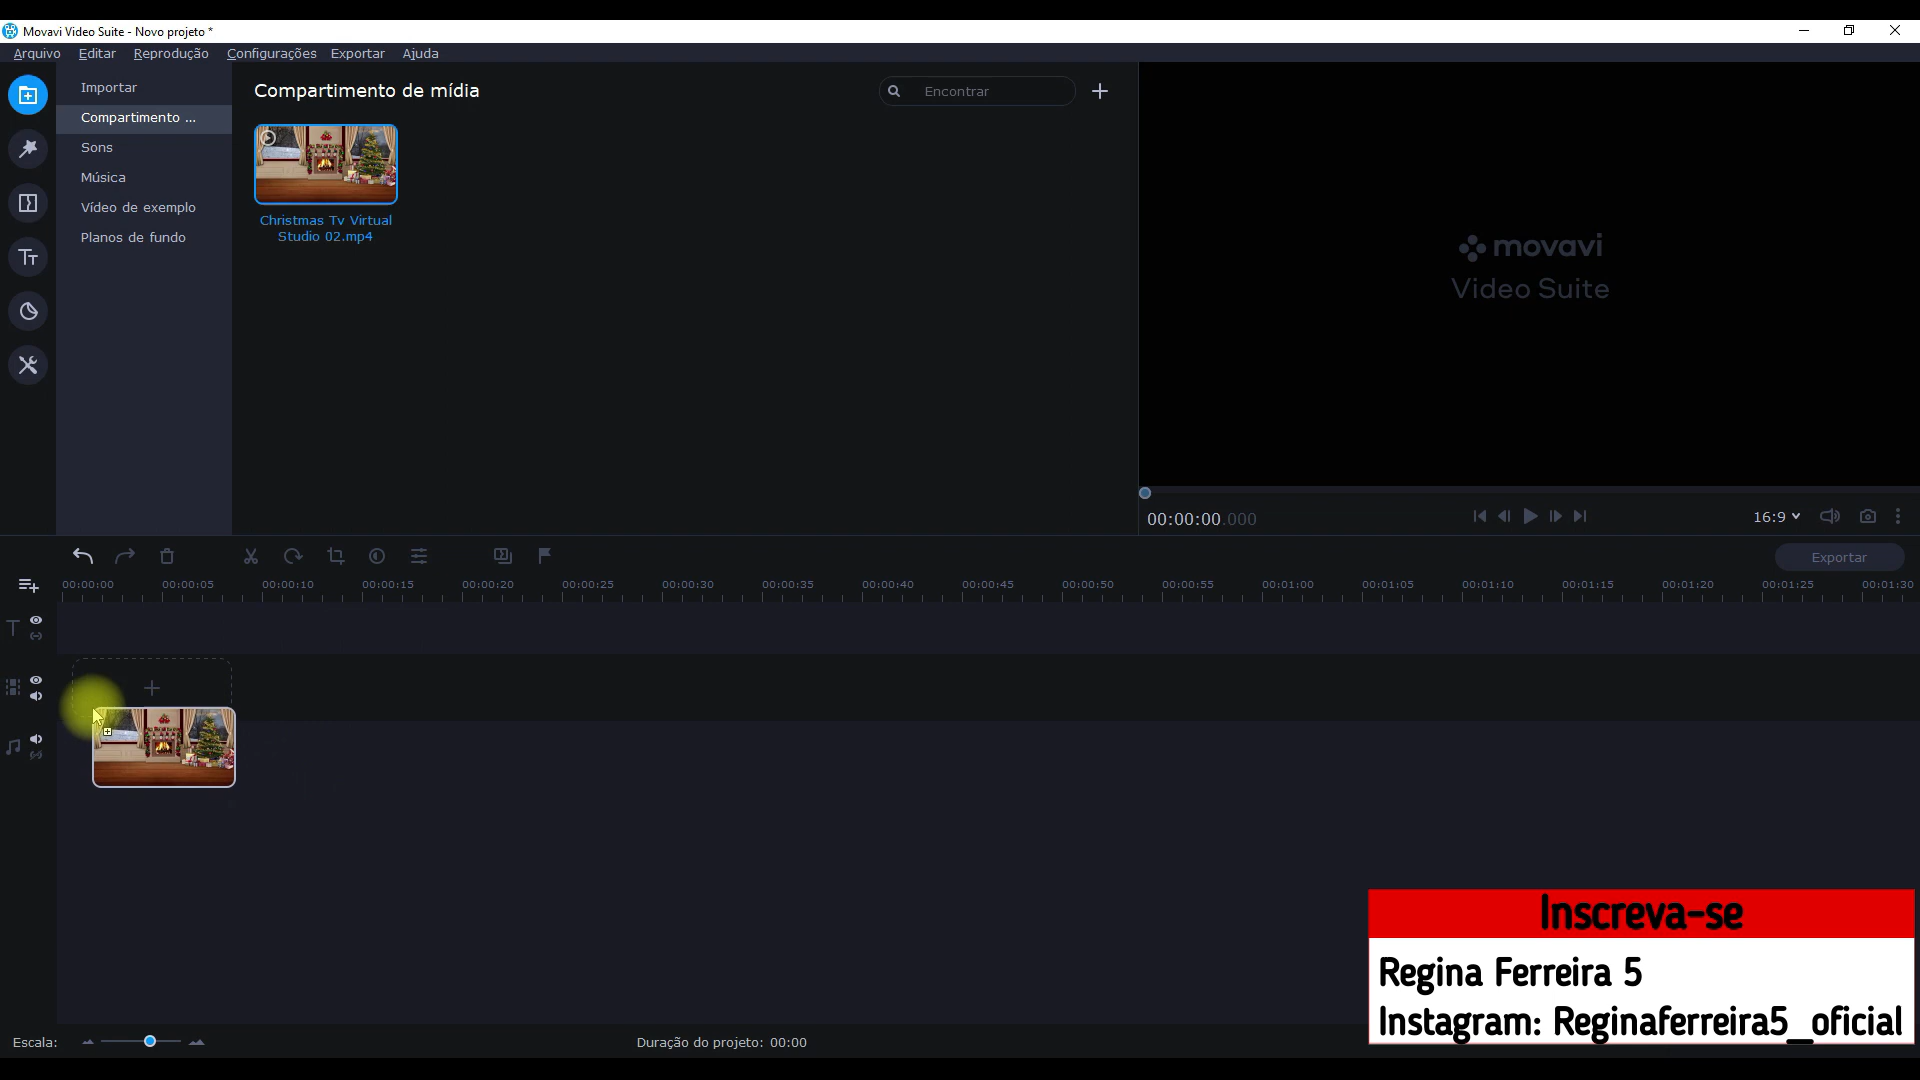 Movavi Video Suite - Novo projeto *
Arquivo Editar Reprodução Configurações Exportar Ajuda
Importar
Compartimento ...
Sons
Música
Vídeo de exemplo
Planos de fundo
Compartimento de mídia
Encontrar
Christmas Tv Virtual
Studio 02.mp4
movavi
Video Suite
00:00:00.000
16:9
Exportar
00:00:00 00:00:05 00:00:10 00:00:15 00:00:20 00:00:25 00:00:30 00:00:35 00:00:40 00:00:45 00:00:50 00:00:55 00:01:00 00:01:05 00:01:10 00:01:15 00:01:20 00:01:25 00:01:30
Inscreva-se
Regina Ferreira 5
Instagram: Reginaferreira5_oficial
Escala:
Duração do projeto: 00:00